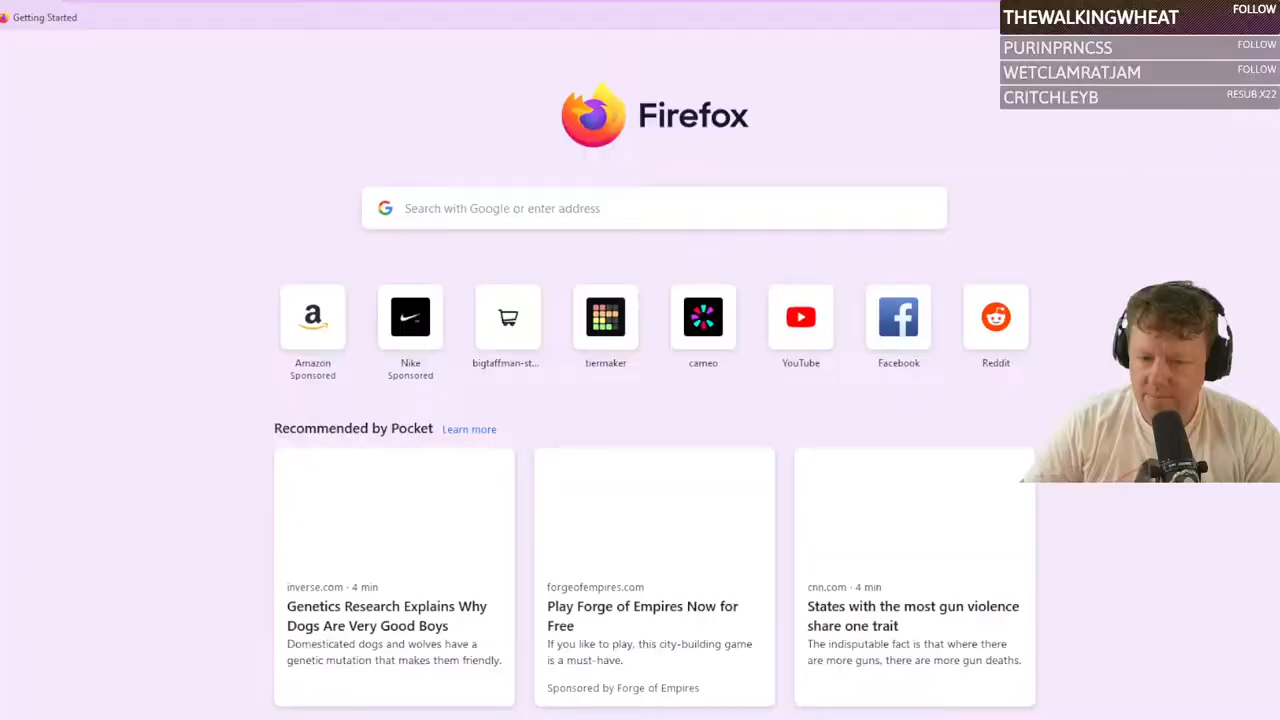 Getting Started
THEWALKINGWHEAT FOLLOW
PURINPRNCSS FOLLOW
WETCLAMRATJAM FOLLOW
CRITCHLEYB RESUB X22
Firefox
Search with Google or enter address
a
Amazon
Sponsored
Nike
Sponsored
bigtaffman-st...
tiermaker
cameo
YouTube
Facebook
Reddit
Recommended by Pocket Learn more
inverse.com · 4 min
Genetics Research Explains Why
Dogs Are Very Good Boys
Domesticated dogs and wolves have a
genetic mutation that makes them friendly.
forgeofempires.com
Play Forge of Empires Now for
Free
If you like to play, this city-building game
is a must-have.
Sponsored by Forge of Empires
cnn.com · 4 min
States with the most gun violence
share one trait
The indisputable fact is that where there
are more guns, there are more gun deaths.